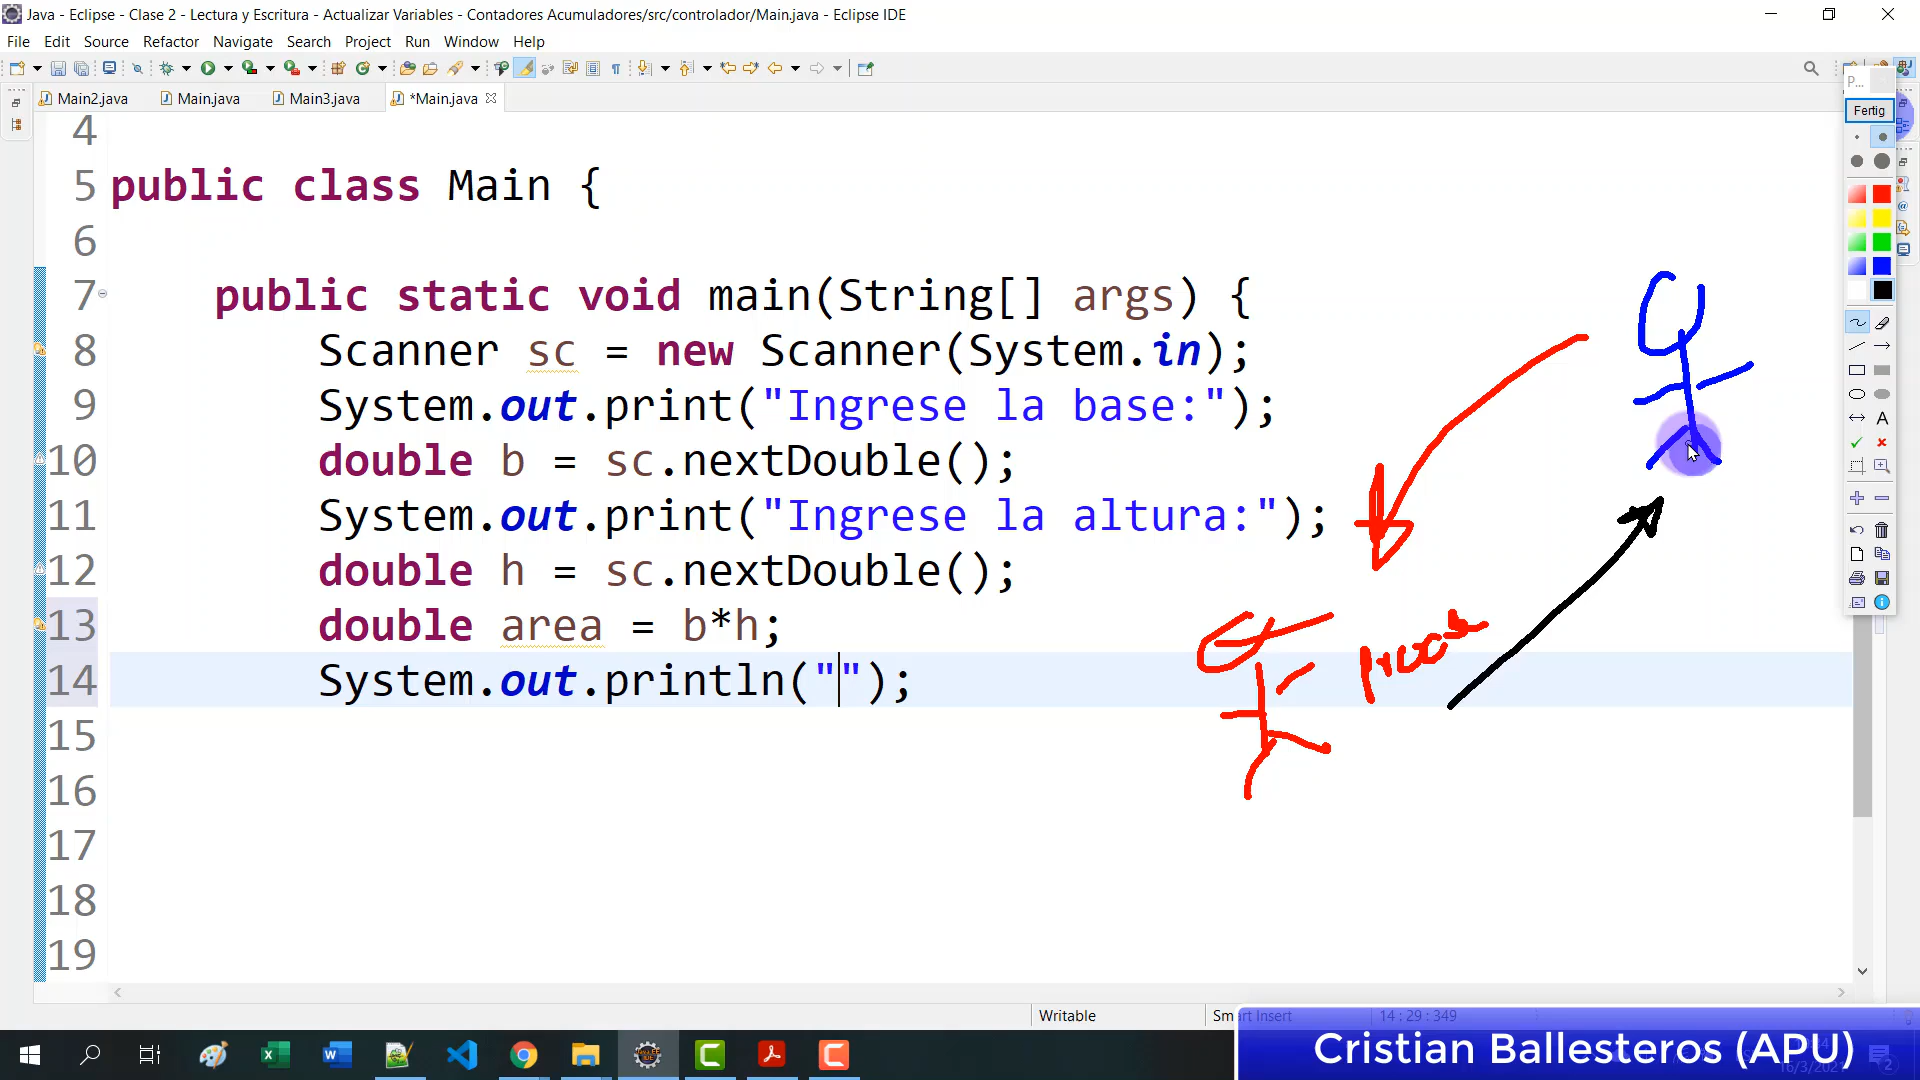 Java - Eclipse - Clase 2 - Lectura y Escritura - Actualizar Variables - Contadores Acumuladores/src/controlador/Main.java - Eclipse IDE
File Edit Source Refactor Navigate Search Project Run Window Help
Main2.java Main.java Main3.java *Main.java
P...
Fertig
4
5 public class Main {
6
7 public static void main(String[] args) {
8 Scanner sc = new Scanner(System.in);
9 System.out.print("Ingrese la base:");
10 double b = sc.nextDouble();
11 System.out.print("Ingrese la altura:");
12 double h = sc.nextDouble();
13 double area = b*h;
14 System.out.println("");
15
16
17
18
19
Writable Smart Insert 14 : 29 : 349
Cristian Ballesteros (APU)